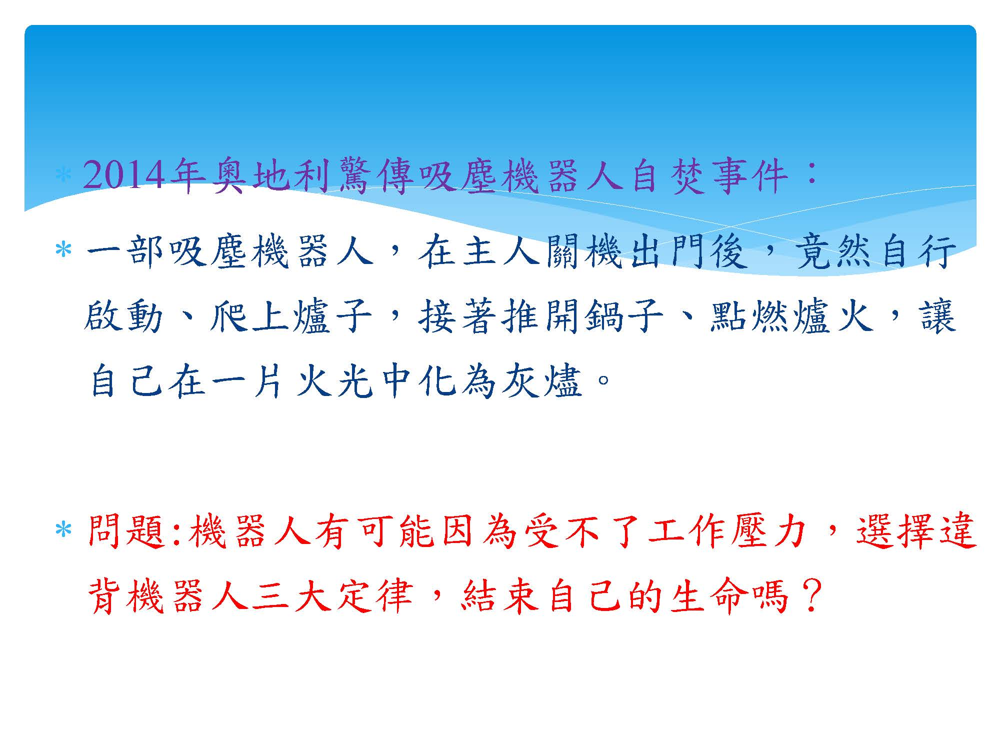 * 2014年奧地利驚傳吸塵機器人自焚事件：
* 一部吸塵機器人，在主人關機出門後，竟然自行
啟動、爬上爐子，接著推開鍋子、點燃爐火，讓
自己在一片火光中化為灰燼。
* 問題:機器人有可能因為受不了工作壓力，選擇違
背機器人三大定律，結束自己的生命嗎？